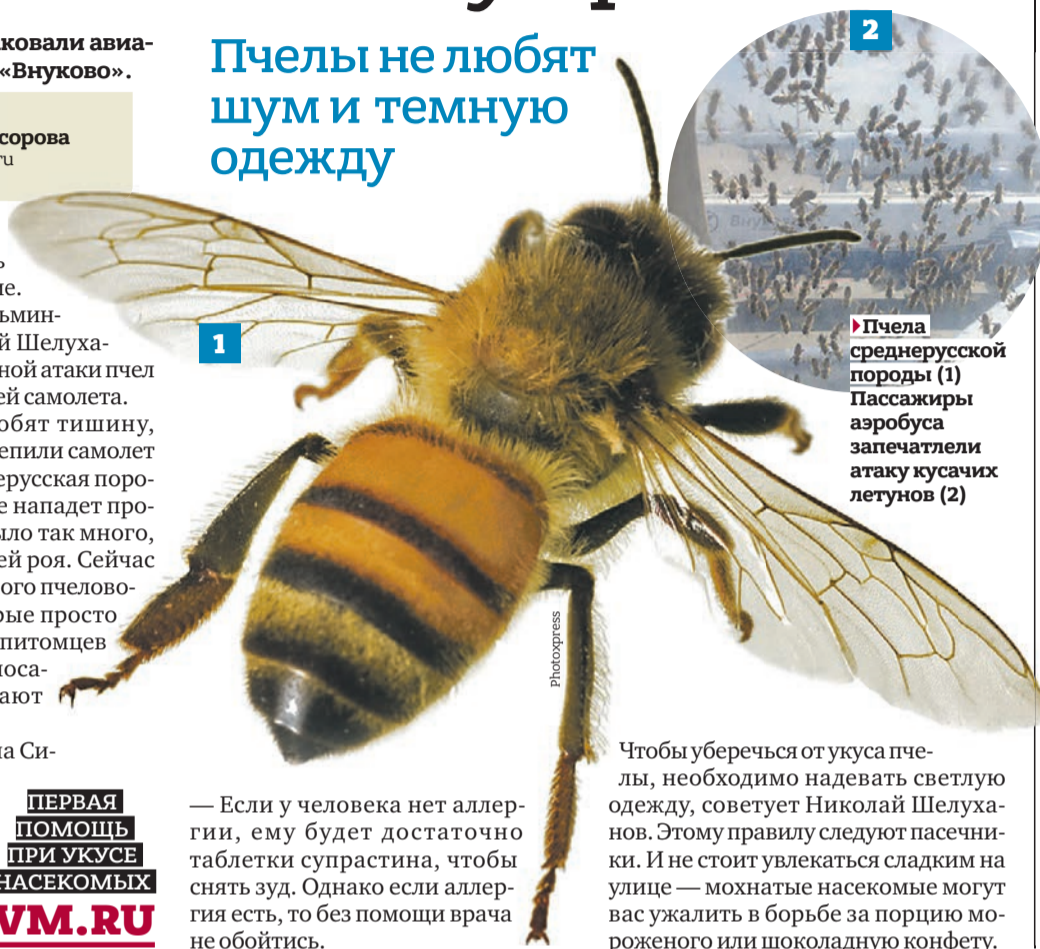 ковали авиа-
«Внуково».
сорова
ru
ь
ие.
ьмин-
й Шелуха-
ной атаки пчел
ей самолета.
обят тишину,
епили самолет
ерусская поро-
е нападет про-
ыло так много,
ей роя. Сейчас
ого пчелово-
рые просто
питомцев
лоса-
ают
на Си-
ПЕРВАЯ
ПОМОЩЬ
ПРИ УКУСЕ
НАСЕКОМЫХ
VM.RU
Пчелы не любят
шум и темную
одежду
1
2
Пчела
среднерусской
породы (1)
Пассажиры
аэробуса
запечатлели
атаку кусачих
летунов (2)
Photoxpress
— Если у человека нет аллер-
гии, ему будет достаточно
таблетки супрастина, чтобы
снять зуд. Однако если аллер-
гия есть, то без помощи врача
не обойтись.
Чтобы уберечься от укуса пче-
лы, необходимо надевать светлую
одежду, советует Николай Шелуха-
нов. Этому правилу следуют пасечни-
ки. И не стоит увлекаться сладким на
улице — мохнатые насекомые могут
вас ужалить в борьбе за порцию мо-
роженого или шоколадную конфету.